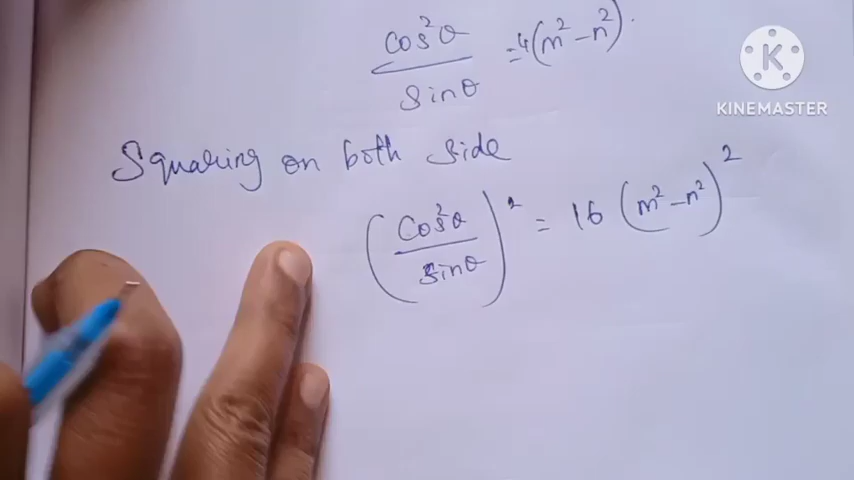 cos²θ / sinθ = 4(m² − n²).
K
KINEMASTER
Squaring on both side
(cos²θ / sinθ)² = 16 (m² − n²)²